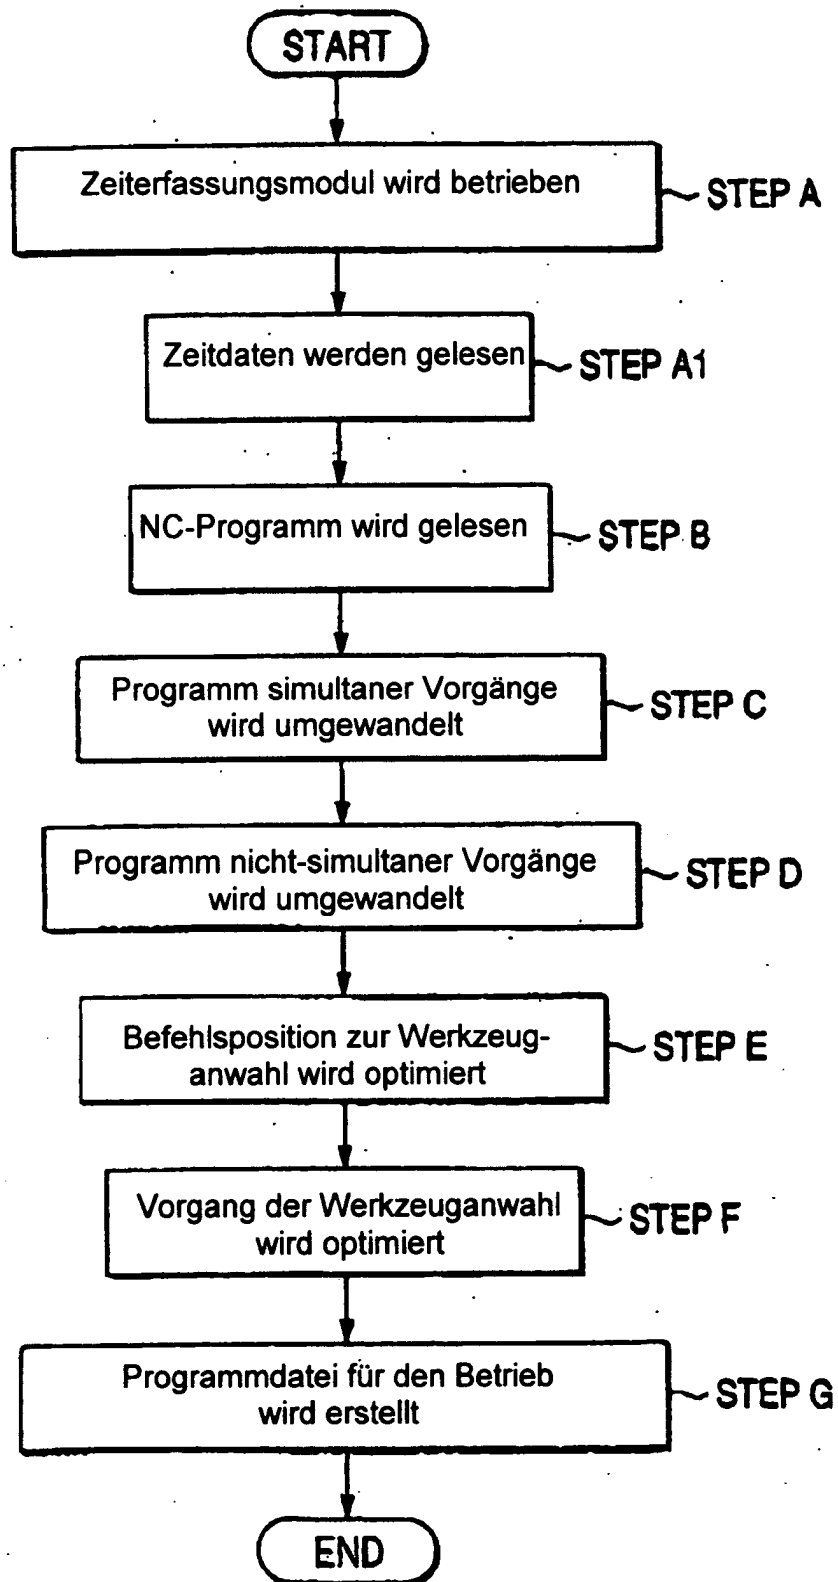 START
Zeiterfassungsmodul wird betrieben
STEP A
Zeitdaten werden gelesen
STEP A1
NC-Programm wird gelesen
STEP B
Programm simultaner Vorgänge
wird umgewandelt
STEP C
Programm nicht-simultaner Vorgänge
wird umgewandelt
STEP D
Befehlsposition zur Werkzeug-
anwahl wird optimiert
STEP E
Vorgang der Werkzeuganwahl
wird optimiert
STEP F
Programmdatei für den Betrieb
wird erstellt
STEP G
END